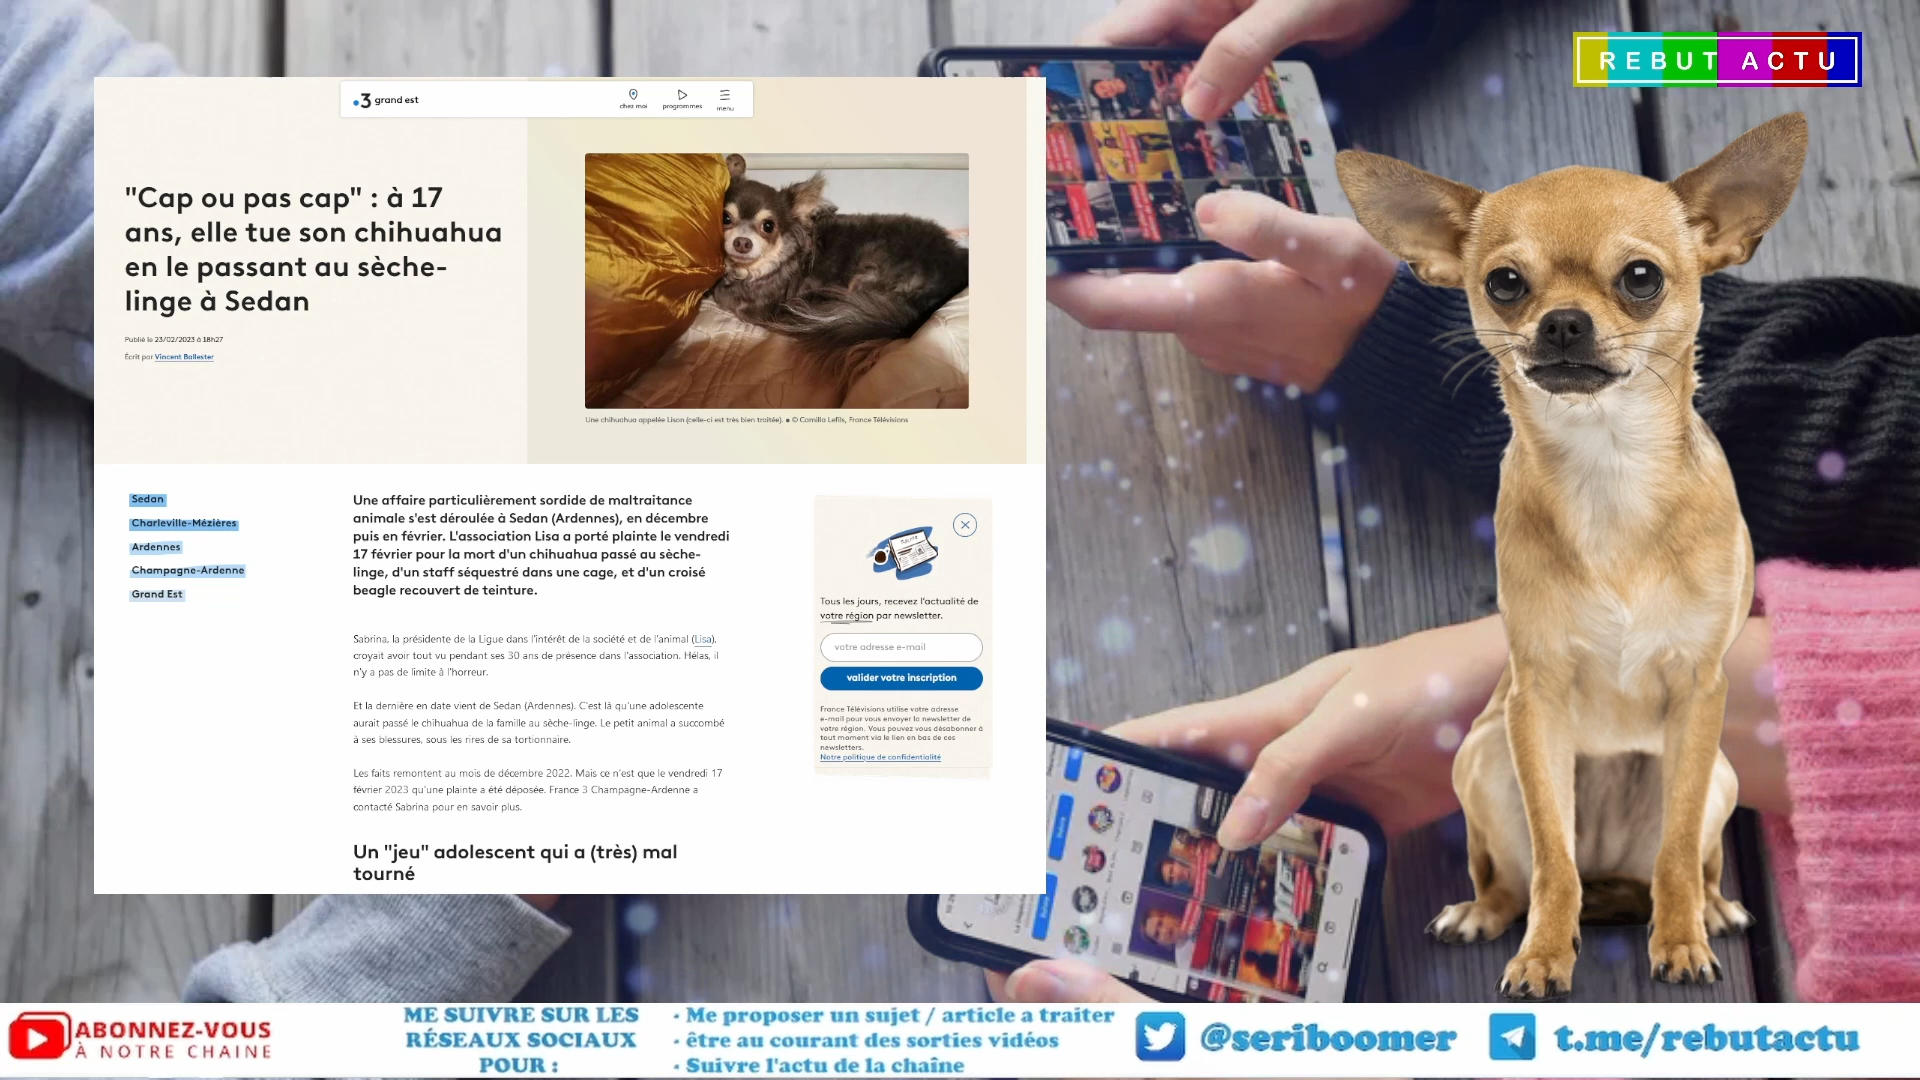 REBUT ACTU
3 grand est
chez moi
programmes
menu
"Cap ou pas cap" : à 17
ans, elle tue son chihuahua
en le passant au sèche-
linge à Sedan
Publié le 23/02/2023 à 18h27
Écrit par Vincent Ballester
Une chihuahua appelée Lison (celle-ci est très bien traitée). • © Camilla Lefils, France Télévisions
Sedan
Charleville-Mézières
Ardennes
Champagne-Ardenne
Grand Est
Une affaire particulièrement sordide de maltraitance
animale s'est déroulée à Sedan (Ardennes), en décembre
puis en février. L'association Lisa a porté plainte le vendredi
17 février pour la mort d'un chihuahua passé au sèche-
linge, d'un staff séquestré dans une cage, et d'un croisé
beagle recouvert de teinture.
Sabrina, la présidente de la Ligue dans l'intérêt de la société et de l'animal (Lisa),
croyait avoir tout vu pendant ses 30 ans de présence dans l'association. Hélas, il
n'y a pas de limite à l'horreur.
Et la dernière en date vient de Sedan (Ardennes). C'est là qu'une adolescente
aurait passé le chihuahua de la famille au sèche-linge. Le petit animal a succombé
à ses blessures, sous les rires de sa tortionnaire.
Les faits remontent au mois de décembre 2022. Mais ce n'est que le vendredi 17
février 2023 qu'une plainte a été déposée. France 3 Champagne-Ardenne a
contacté Sabrina pour en savoir plus.
Un "jeu" adolescent qui a (très) mal
tourné
Tous les jours, recevez l'actualité de
votre région par newsletter.
votre adresse e-mail
valider votre inscription
France Télévisions utilise votre adresse
e-mail pour vous envoyer la newsletter de
votre région. Vous pouvez vous désabonner à
tout moment via le lien en bas de ces
newsletters.
Notre politique de confidentialité
ABONNEZ-VOUS
À NOTRE CHAINE
ME SUIVRE SUR LES
RÉSEAUX SOCIAUX
POUR :
- Me proposer un sujet / article a traiter
- être au courant des sorties vidéos
- Suivre l'actu de la chaîne
@seriboomer
t.me/rebutactu